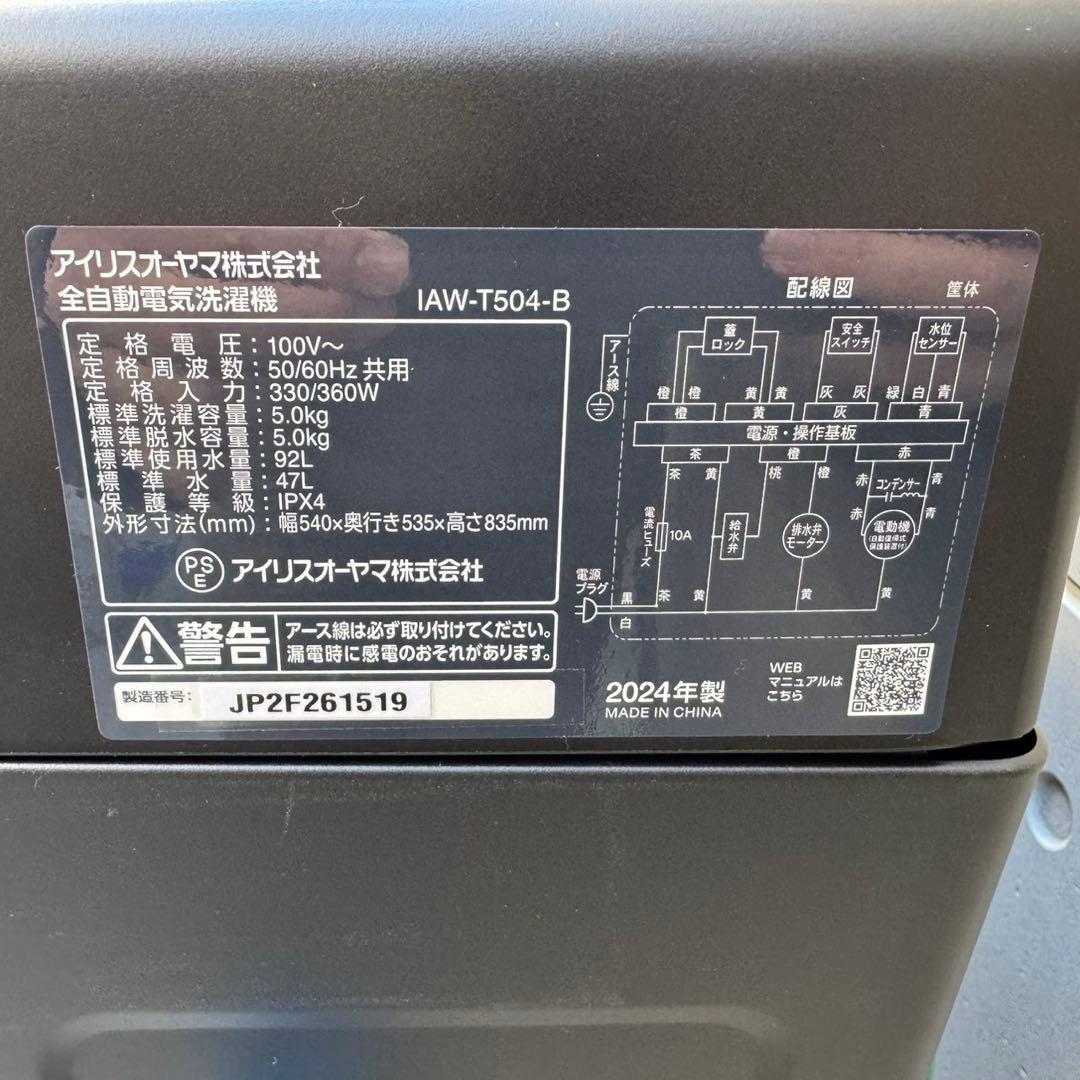 アイリスオーヤマ株式会社
全自動電気洗濯機 IAW-T504-B
定格電圧:100V～
定格周波数:50/60Hz共用
定格入力:330/360W
標準洗濯容量:5.0kg
標準脱水容量:5.0kg
標準使用水量:92L
標準水量:47L
保護等級:IPX4
外形寸法(mm):幅540×奥行き535×高さ835mm
PSE アイリスオーヤマ株式会社
警告
アース線は必ず取り付けてください。
漏電時に感電のおそれがあります。
製造番号: JP2F261519
配線図 筐体
アース線
蓋
ロック
安全
スイッチ
水位
センサー
橙 橙 黄 黄 灰 灰 緑 白 青
橙 黄 灰 青
電源・操作基板
茶 橙 赤
茶 黄 桃 橙 赤 青
コンデンサー
赤 青
電流ヒューズ
10A
給水弁
排水弁
モーター
電動機
(自動復帰式
保護装置付)
電源
プラグ
黒 茶 黄 黄 黄
白
2024年製
MADE IN CHINA
WEB
マニュアルは
こちら